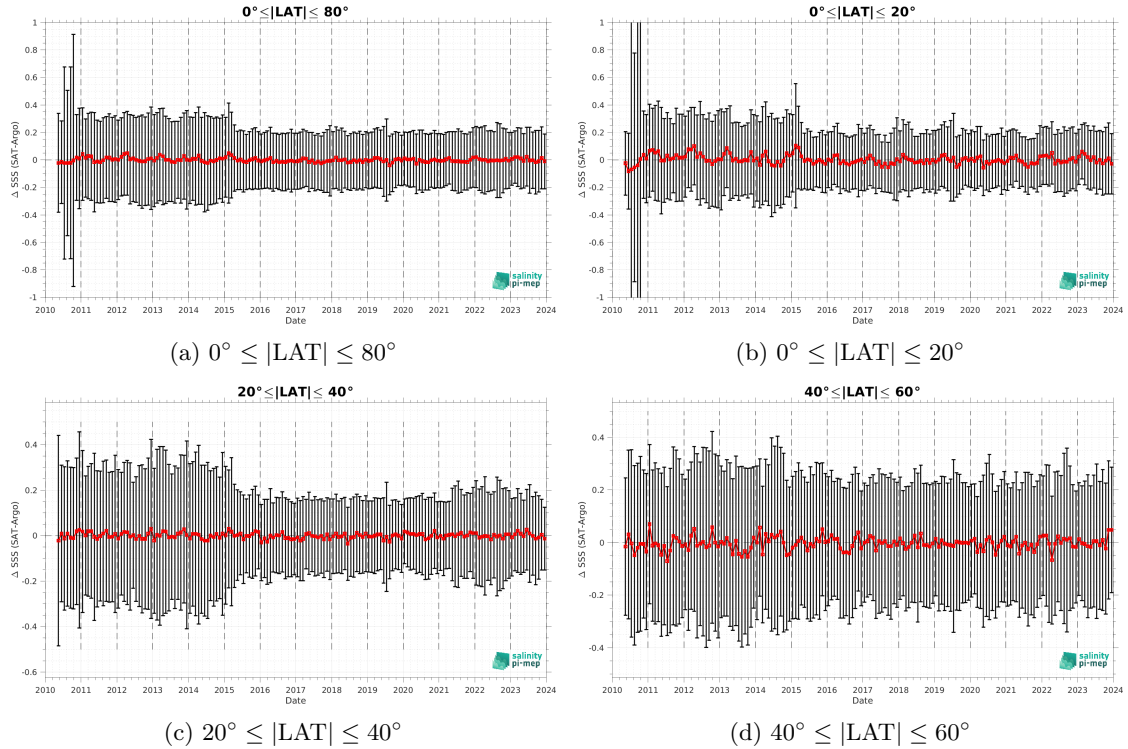 0°≤|LAT|≤ 80°
1
0.8
0.6
0.4
0.2
0
-0.2
-0.4
-0.6
-0.8
-1
Δ SSS (SAT-Argo)
2010 2011 2012 2013 2014 2015 2016 2017 2018 2019 2020 2021 2022 2023 2024
Date
salinity
pi-mep
(a) 0° ≤ |LAT| ≤ 80°
0°≤|LAT|≤ 20°
1
0.8
0.6
0.4
0.2
0
-0.2
-0.4
-0.6
-0.8
-1
Δ SSS (SAT-Argo)
2010 2011 2012 2013 2014 2015 2016 2017 2018 2019 2020 2021 2022 2023 2024
Date
salinity
pi-mep
(b) 0° ≤ |LAT| ≤ 20°
20°≤|LAT|≤ 40°
0.4
0.2
0
-0.2
-0.4
-0.6
Δ SSS (SAT-Argo)
2010 2011 2012 2013 2014 2015 2016 2017 2018 2019 2020 2021 2022 2023 2024
Date
salinity
pi-mep
(c) 20° ≤ |LAT| ≤ 40°
40°≤|LAT|≤ 60°
0.4
0.2
0
-0.2
-0.4
Δ SSS (SAT-Argo)
2010 2011 2012 2013 2014 2015 2016 2017 2018 2019 2020 2021 2022 2023 2024
Date
salinity
pi-mep
(d) 40° ≤ |LAT| ≤ 60°